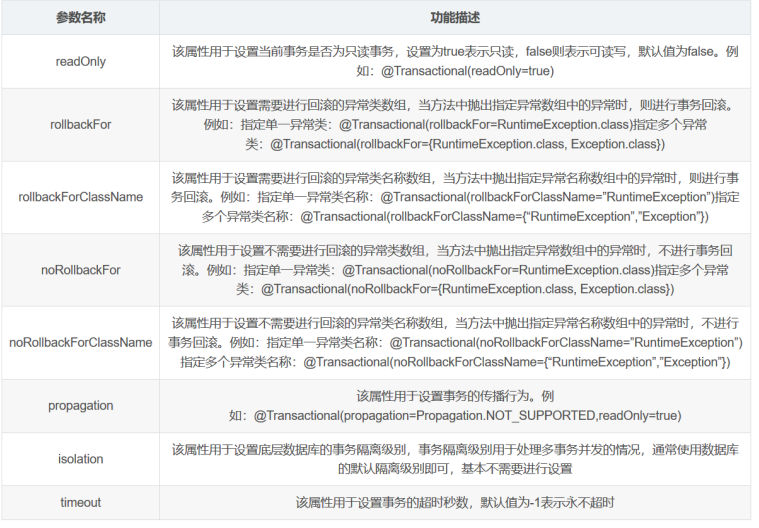 参数名称 功能描述
readOnly
该属性用于设置当前事务是否为只读事务，设置为true表示只读，false则表示可读写，默认值为false。例
如：@Transactional(readOnly=true)
rollbackFor
该属性用于设置需要进行回滚的异常类数组，当方法中抛出指定异常数组中的异常时，则进行事务回滚。
例如：指定单一异常类：@Transactional(rollbackFor=RuntimeException.class)指定多个异常
类：@Transactional(rollbackFor={RuntimeException.class, Exception.class})
rollbackForClassName
该属性用于设置需要进行回滚的异常类名称数组，当方法中抛出指定异常名称数组中的异常时，则进行事
务回滚。例如：指定单一异常类名称：@Transactional(rollbackForClassName=”RuntimeException”)指定
多个异常类名称：@Transactional(rollbackForClassName={“RuntimeException”,”Exception”})
noRollbackFor
该属性用于设置不需要进行回滚的异常类数组，当方法中抛出指定异常数组中的异常时，不进行事务回
滚。例如：指定单一异常类：@Transactional(noRollbackFor=RuntimeException.class)指定多个异常
类：@Transactional(noRollbackFor={RuntimeException.class, Exception.class})
noRollbackForClassName
该属性用于设置不需要进行回滚的异常类名称数组，当方法中抛出指定异常名称数组中的异常时，不进行
事务回滚。例如：指定单一异常类名称：@Transactional(noRollbackForClassName=”RuntimeException”)
指定多个异常类名称：@Transactional(noRollbackForClassName={“RuntimeException”,”Exception”})
propagation
该属性用于设置事务的传播行为。例
如：@Transactional(propagation=Propagation.NOT_SUPPORTED,readOnly=true)
isolation
该属性用于设置底层数据库的事务隔离级别，事务隔离级别用于处理多事务并发的情况，通常使用数据库
的默认隔离级别即可，基本不需要进行设置
timeout
该属性用于设置事务的超时秒数，默认值为-1表示永不超时